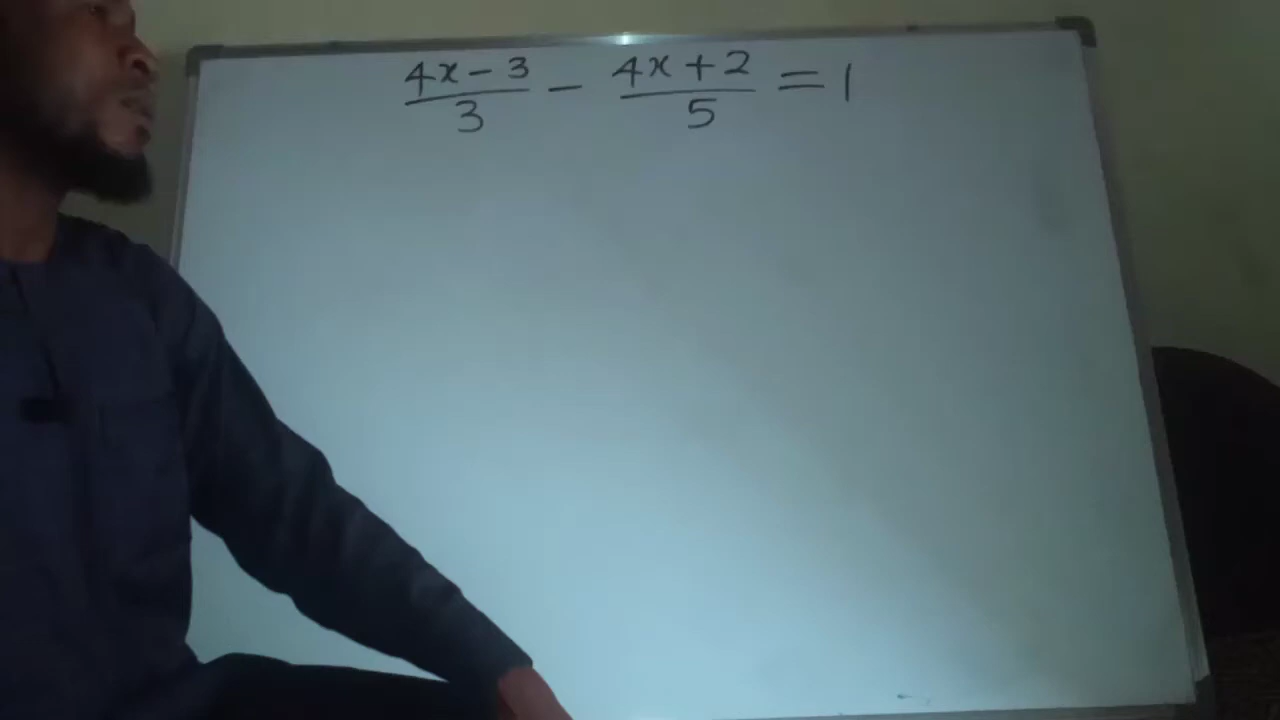 (4x - 3)/3 - (4x + 2)/5 = 1